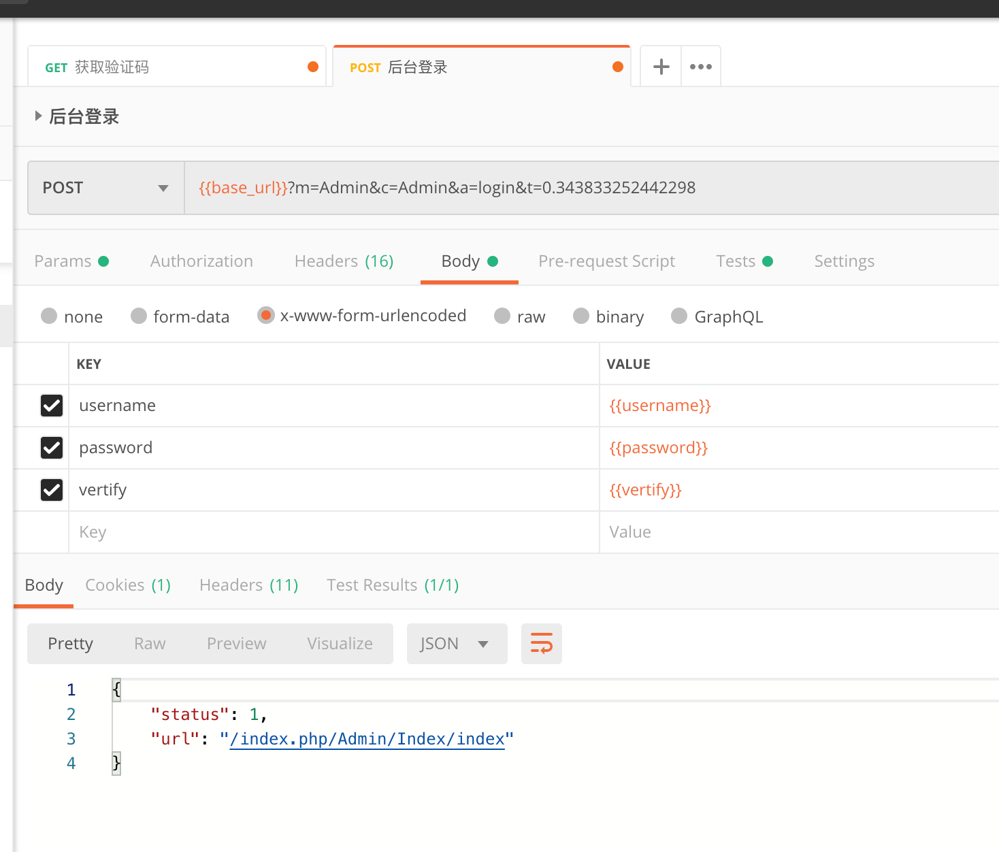 GET 获取验证码
POST 后台登录
后台登录
POST {{base_url}}?m=Admin&c=Admin&a=login&t=0.343833252442298
Params Authorization Headers (16) Body Pre-request Script Tests Settings
none form-data x-www-form-urlencoded raw binary GraphQL
KEY VALUE
username {{username}}
password {{password}}
vertify {{vertify}}
Key Value
Body Cookies (1) Headers (11) Test Results (1/1)
Pretty Raw Preview Visualize JSON
1 {
2 "status": 1,
3 "url": "/index.php/Admin/Index/index"
4 }